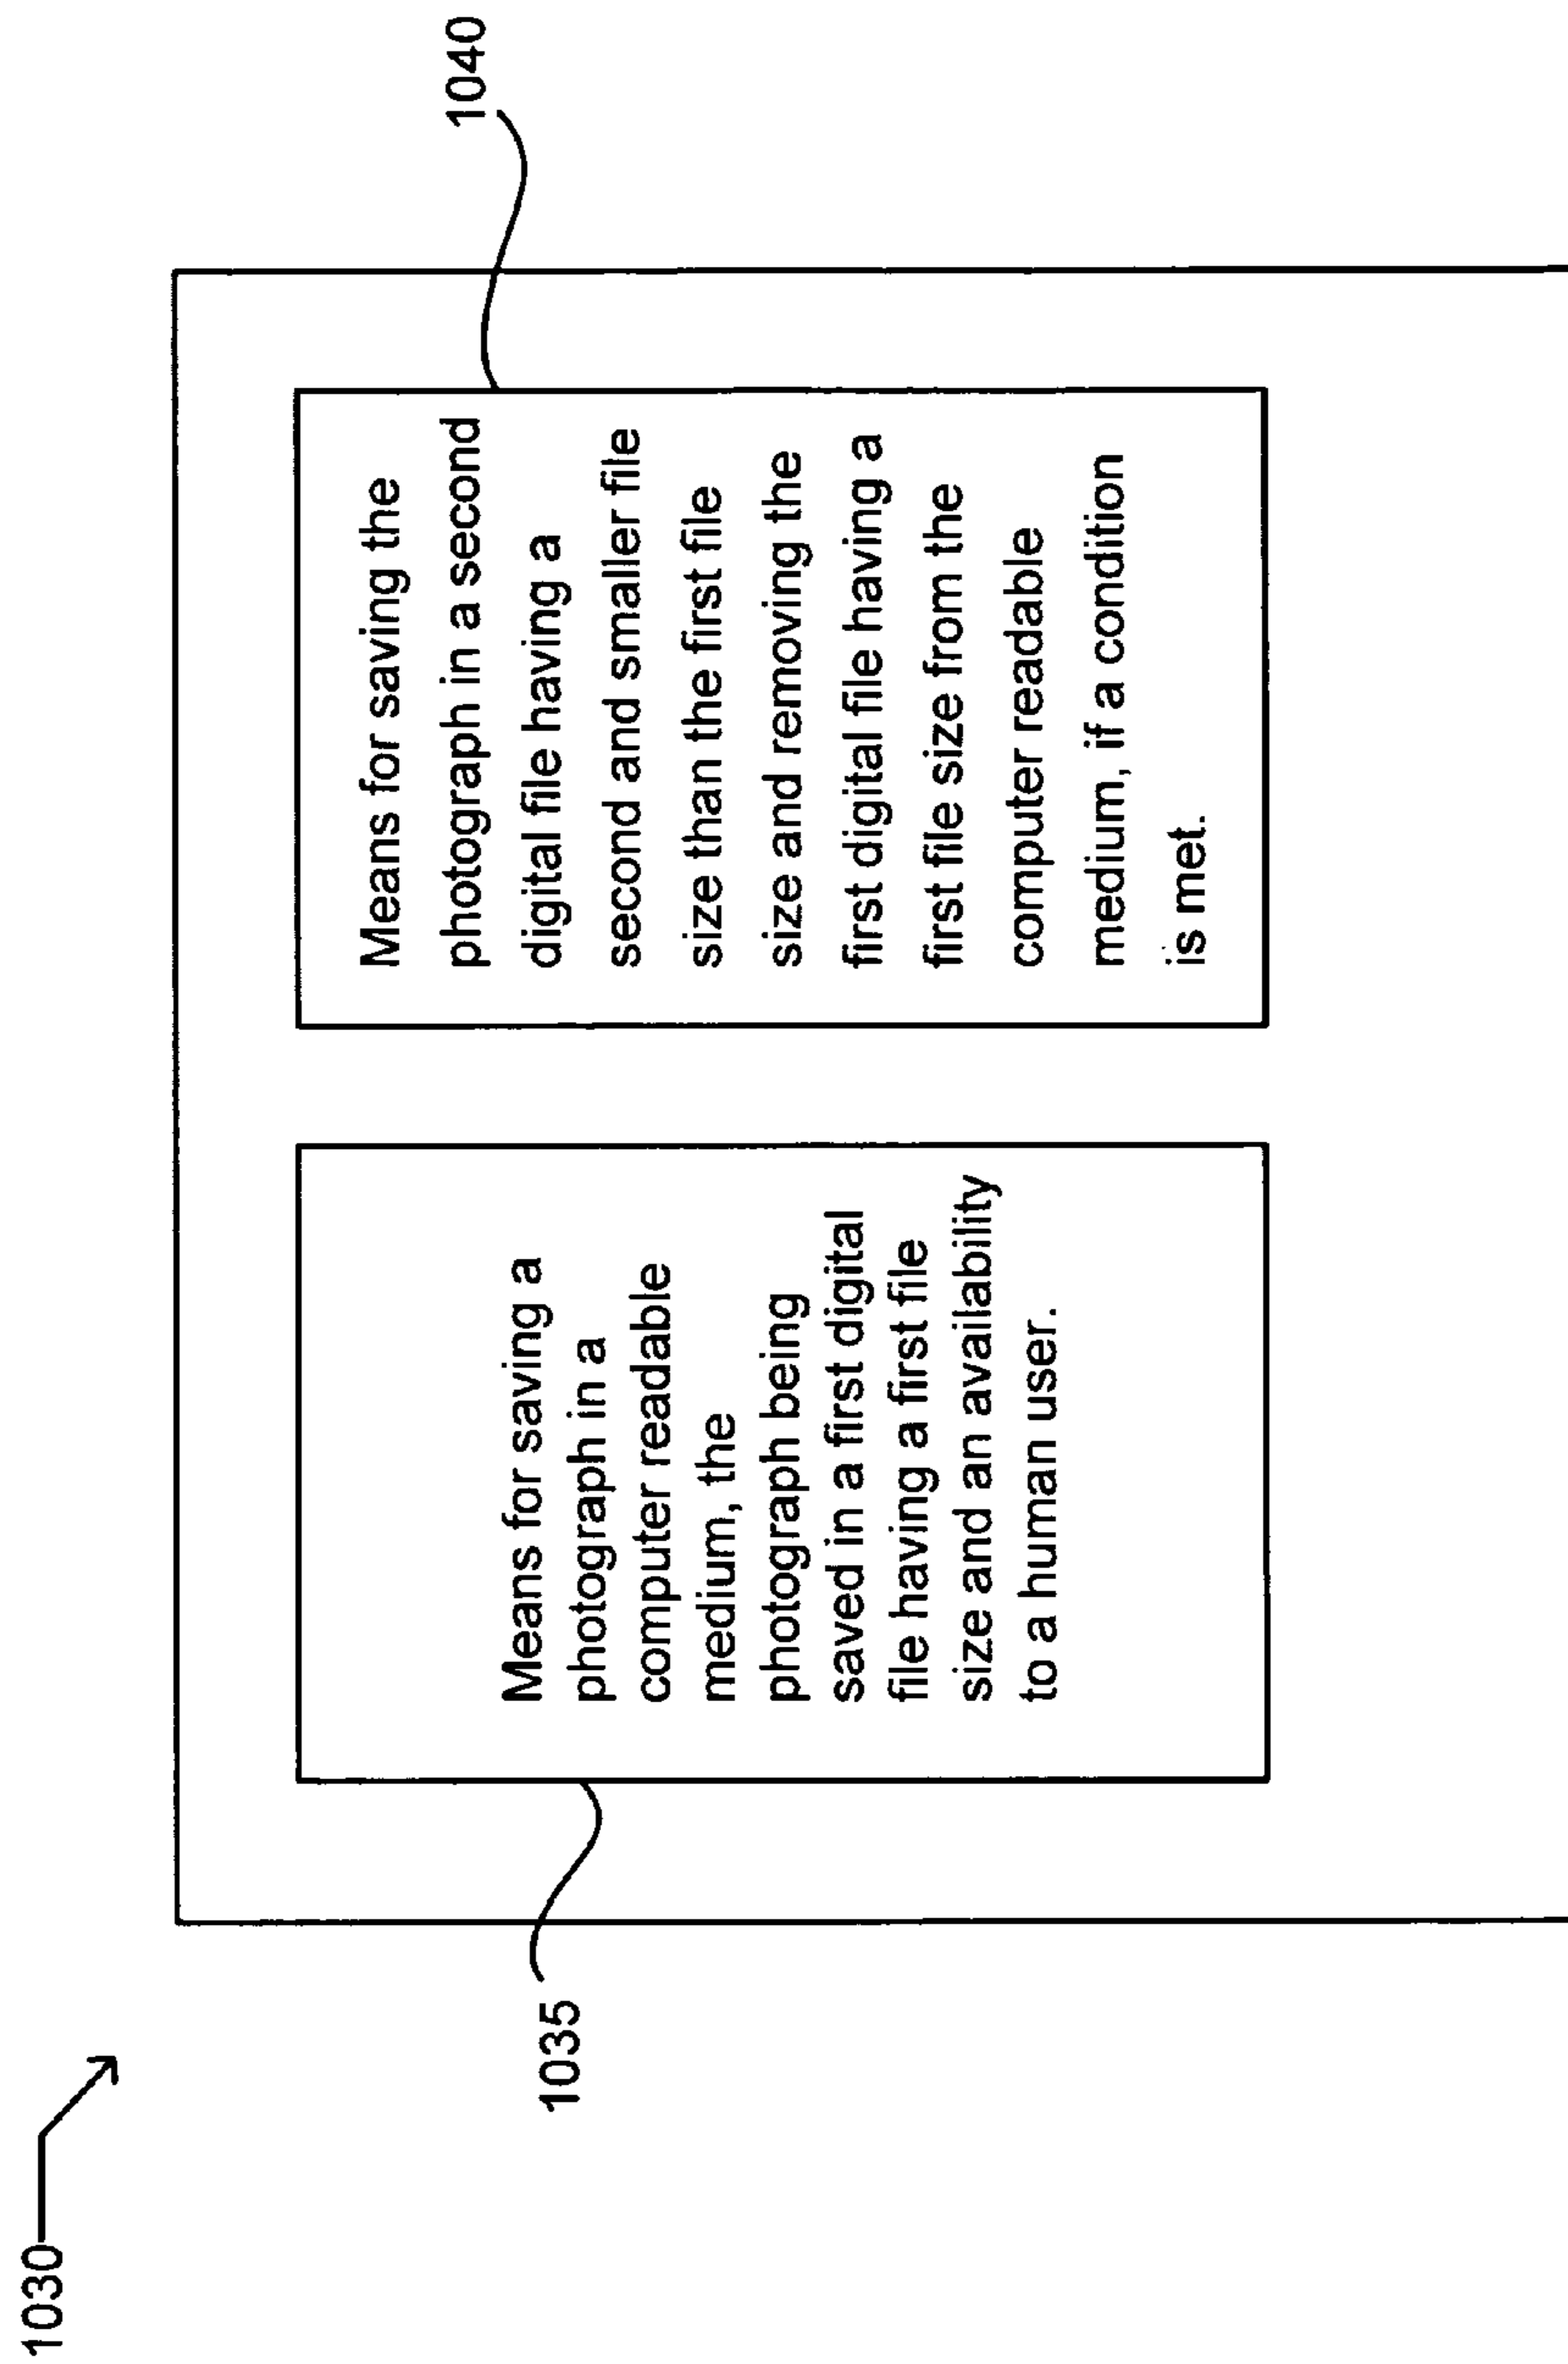 1030
1035
Means for saving a
photograph in a
computer readable
medium, the
photograph being
saved in a first digital
file having a first file
size and an availability
to a human user.
1040
Means for saving the
photograph in a second
digital file having a
second and smaller file
size than the first file
size and removing the
first digital file having a
first file size from the
computer readable
medium, if a condition
is met.